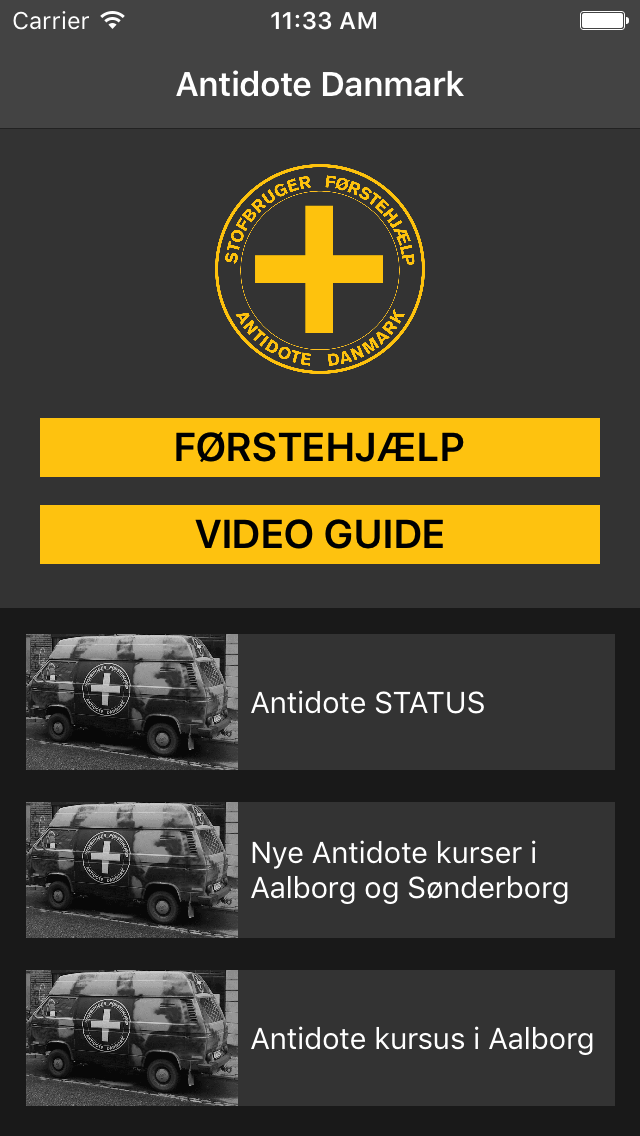 Carrier
11:33 AM
Antidote Danmark
STOFBRUGER FØRSTEHJÆLP
ANTIDOTE DANMARK
FØRSTEHJÆLP
VIDEO GUIDE
Antidote STATUS
Nye Antidote kurser i
Aalborg og Sønderborg
Antidote kursus i Aalborg